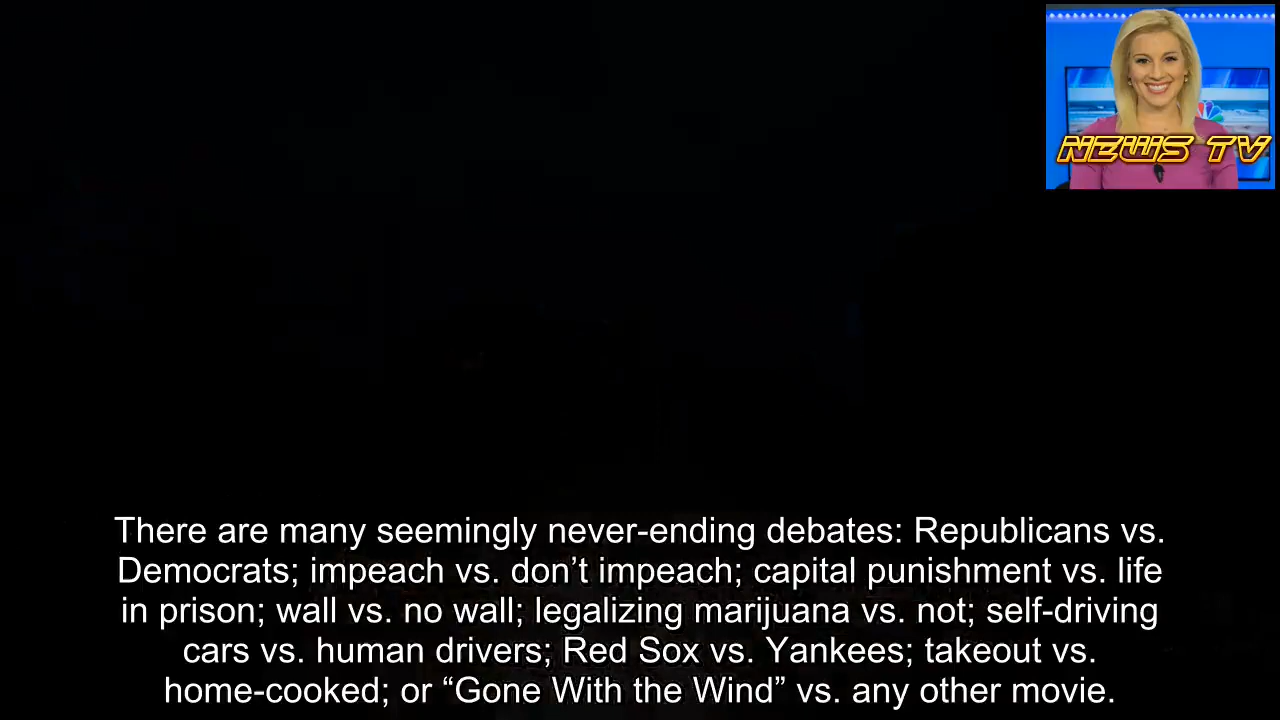 NEWS TV
There are many seemingly never-ending debates: Republicans vs.
Democrats; impeach vs. don’t impeach; capital punishment vs. life
in prison; wall vs. no wall; legalizing marijuana vs. not; self-driving
cars vs. human drivers; Red Sox vs. Yankees; takeout vs.
home-cooked; or “Gone With the Wind” vs. any other movie.